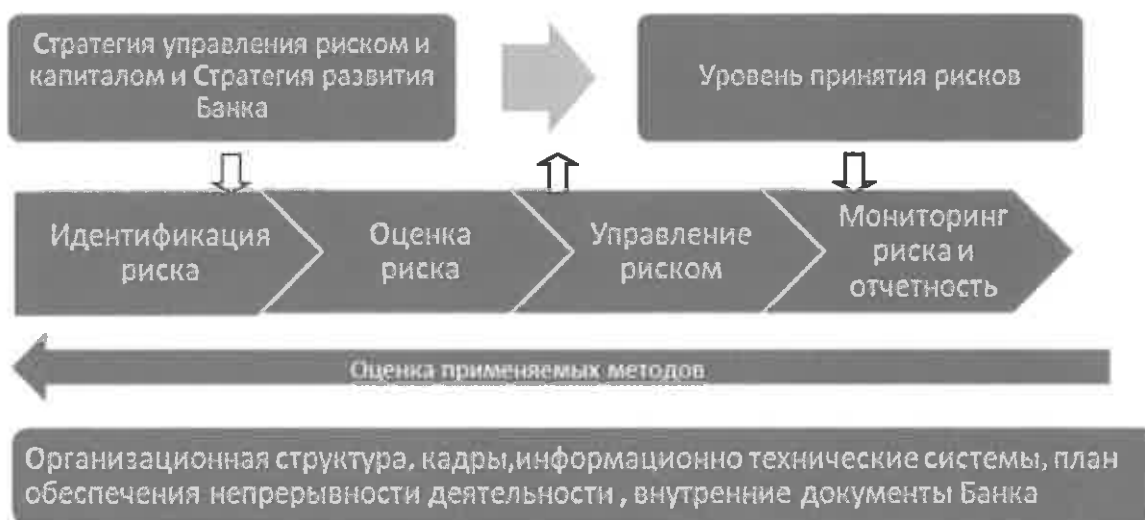 Стратегия управления риском и
капиталом и Стратегия развития
Банка
Уровень принятия рисков
Идентификация
риска
Оценка
риска
Управление
риском
Мониторинг
риска и
отчетность
Оценка применяемых методов
Организационная структура, кадры,информационно технические системы, план
обеспечения непрерывности деятельности , внутренние документы Банка